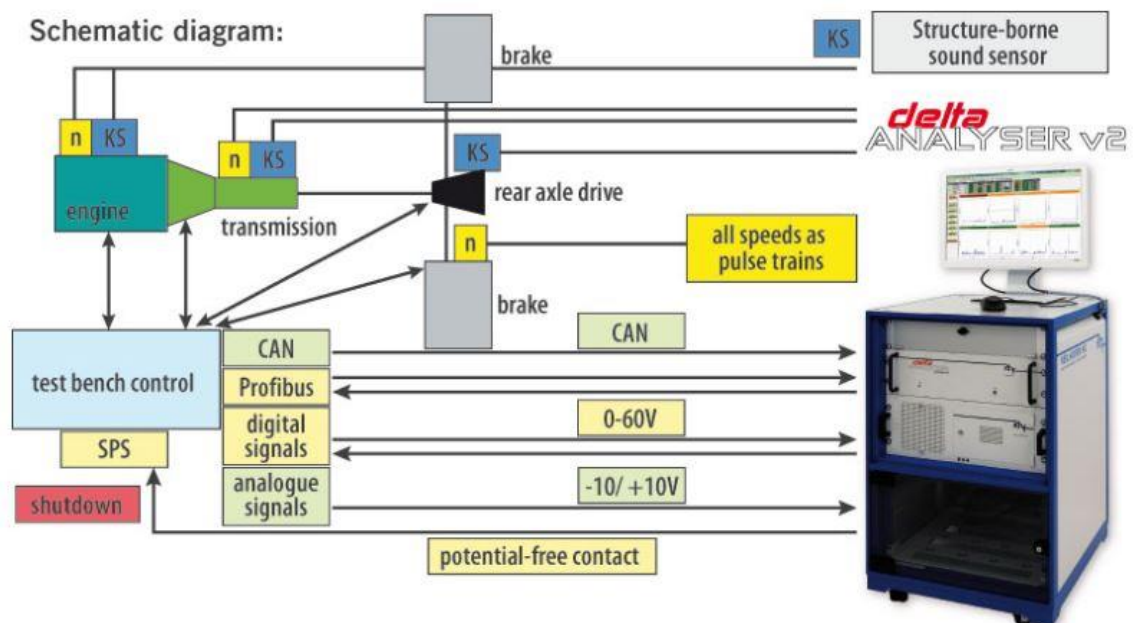 Schematic diagram:
brake
KS
Structure-borne
sound sensor
n
KS
n
KS
delta
ANALYSER v2
KS
engine
transmission
rear axle drive
n
all speeds as
pulse trains
brake
test bench control
CAN
CAN
Profibus
digital
signals
0-60V
SPS
analogue
signals
-10/ +10V
shutdown
potential-free contact
delta